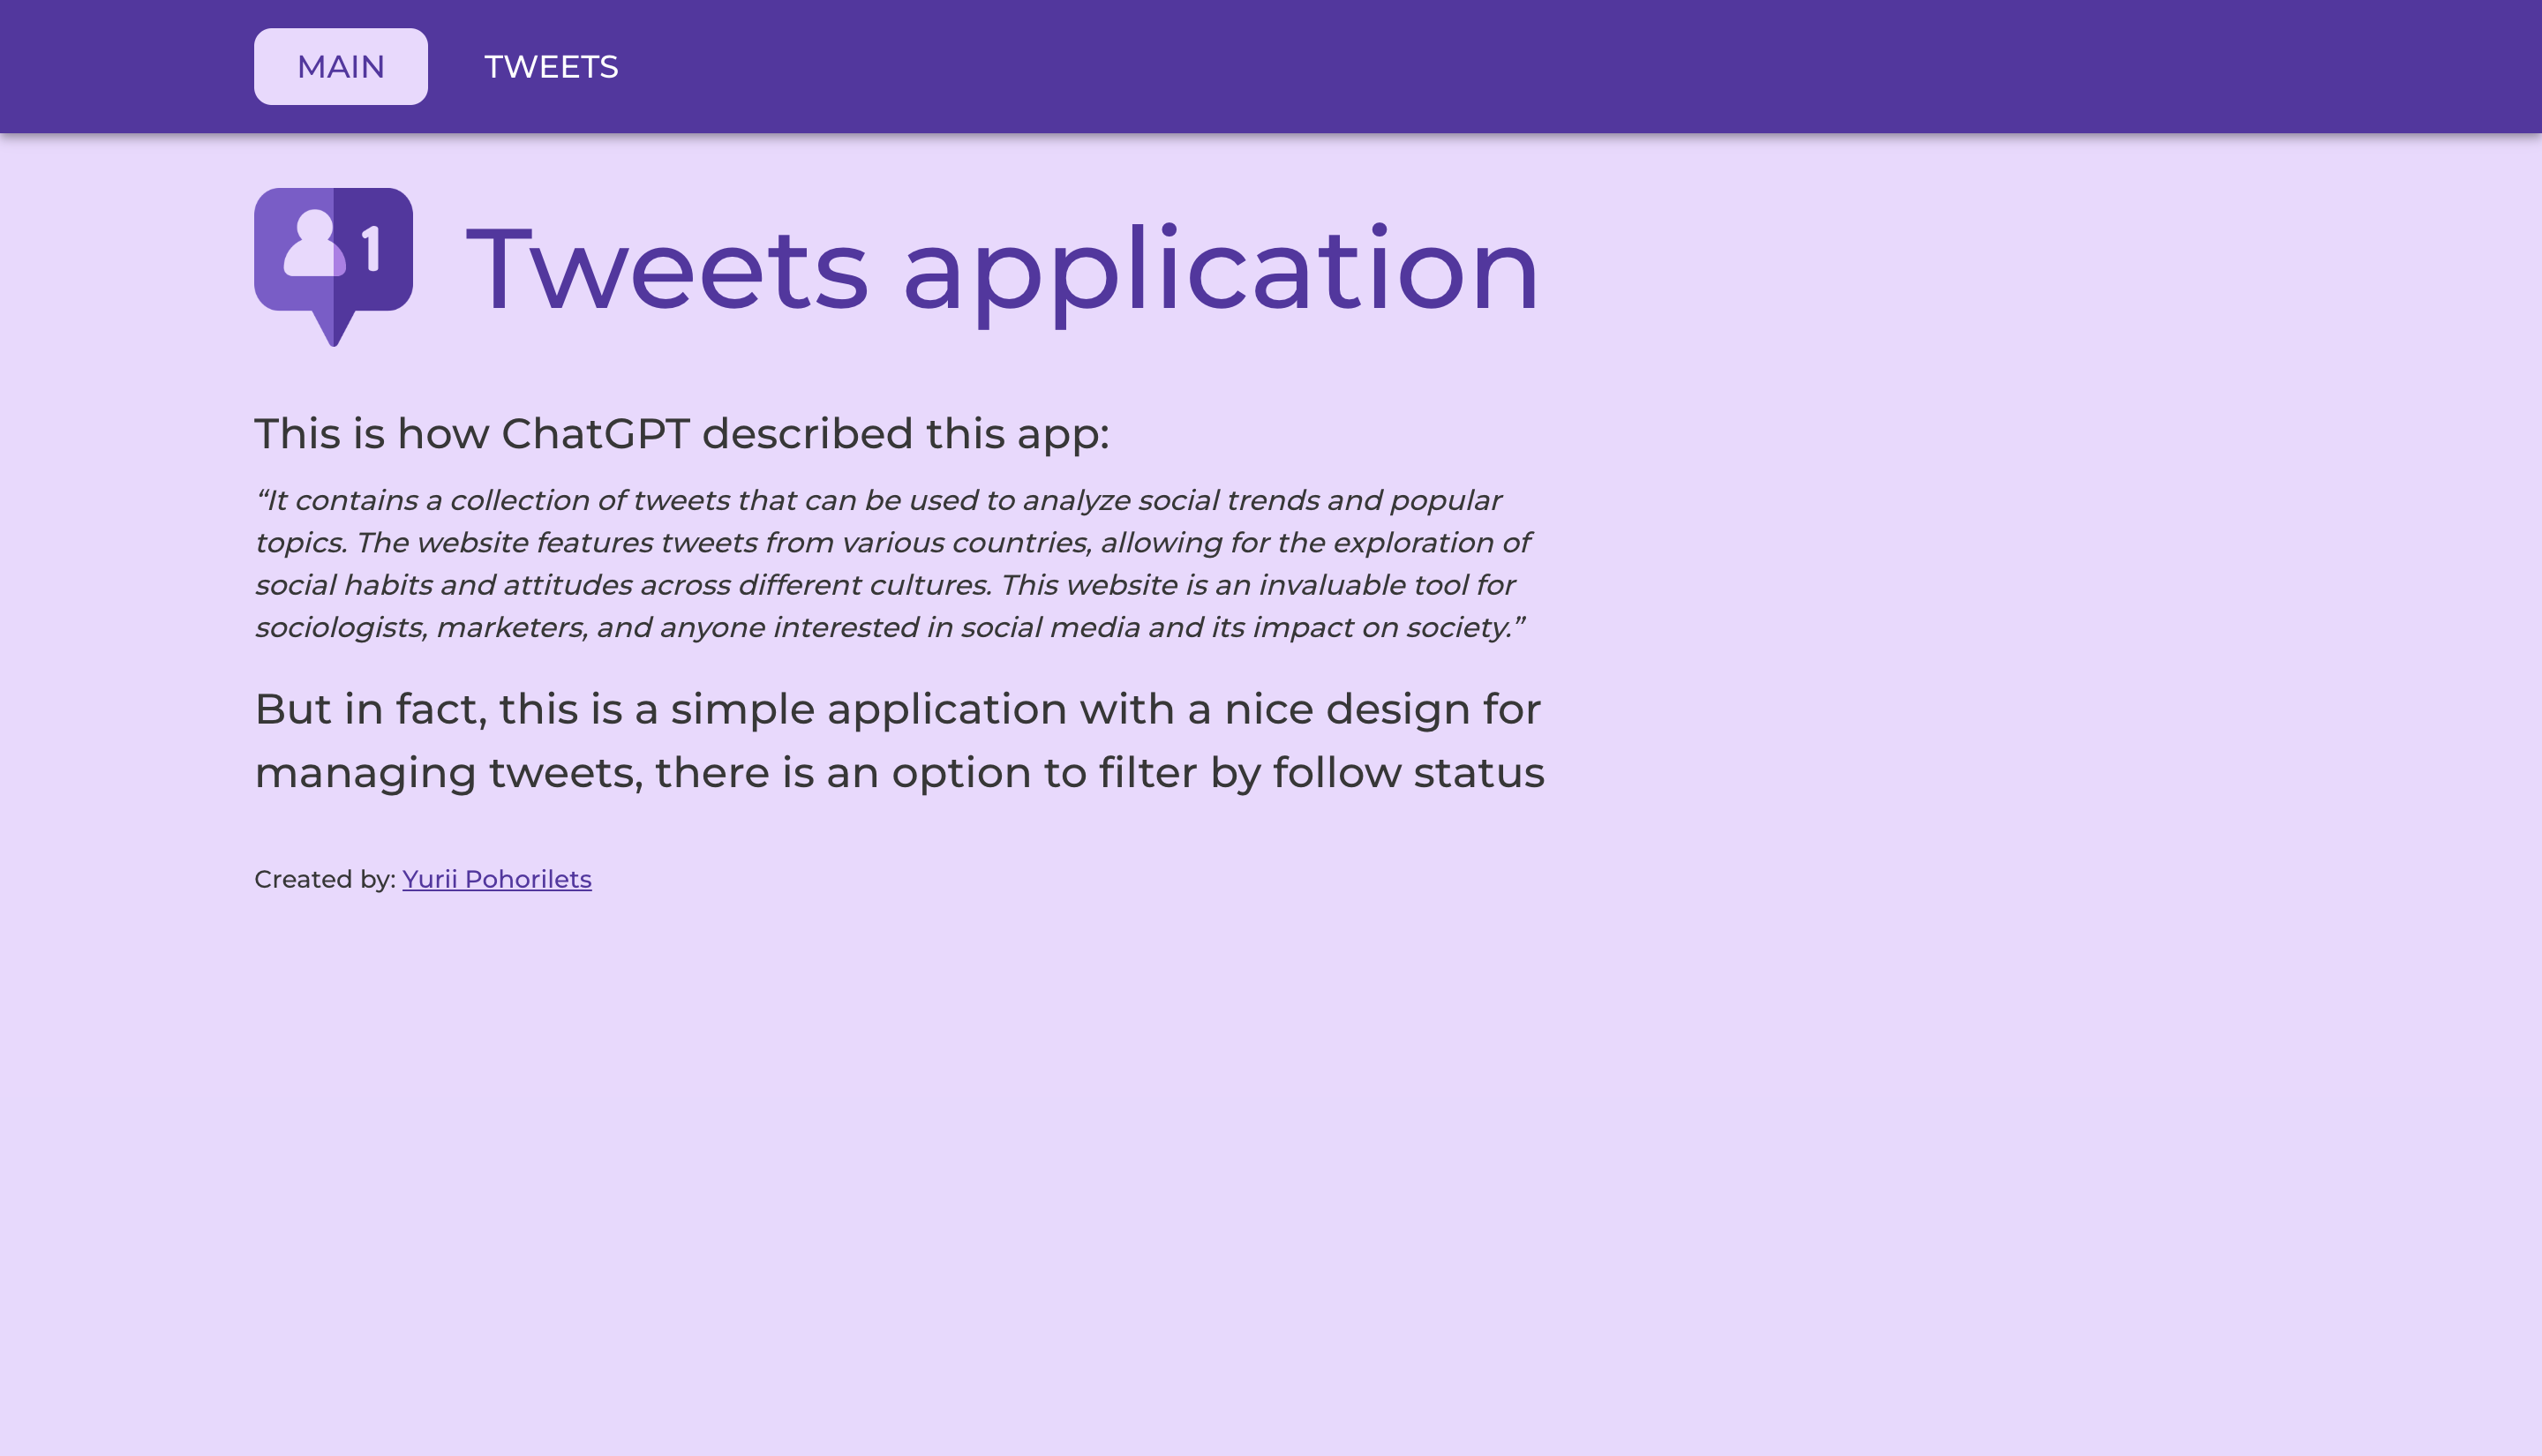 MAIN TWEETS
1
Tweets application
This is how ChatGPT described this app:
“It contains a collection of tweets that can be used to analyze social trends and popular
topics. The website features tweets from various countries, allowing for the exploration of
social habits and attitudes across different cultures. This website is an invaluable tool for
sociologists, marketers, and anyone interested in social media and its impact on society.”
But in fact, this is a simple application with a nice design for
managing tweets, there is an option to filter by follow status
Created by: Yurii Pohorilets